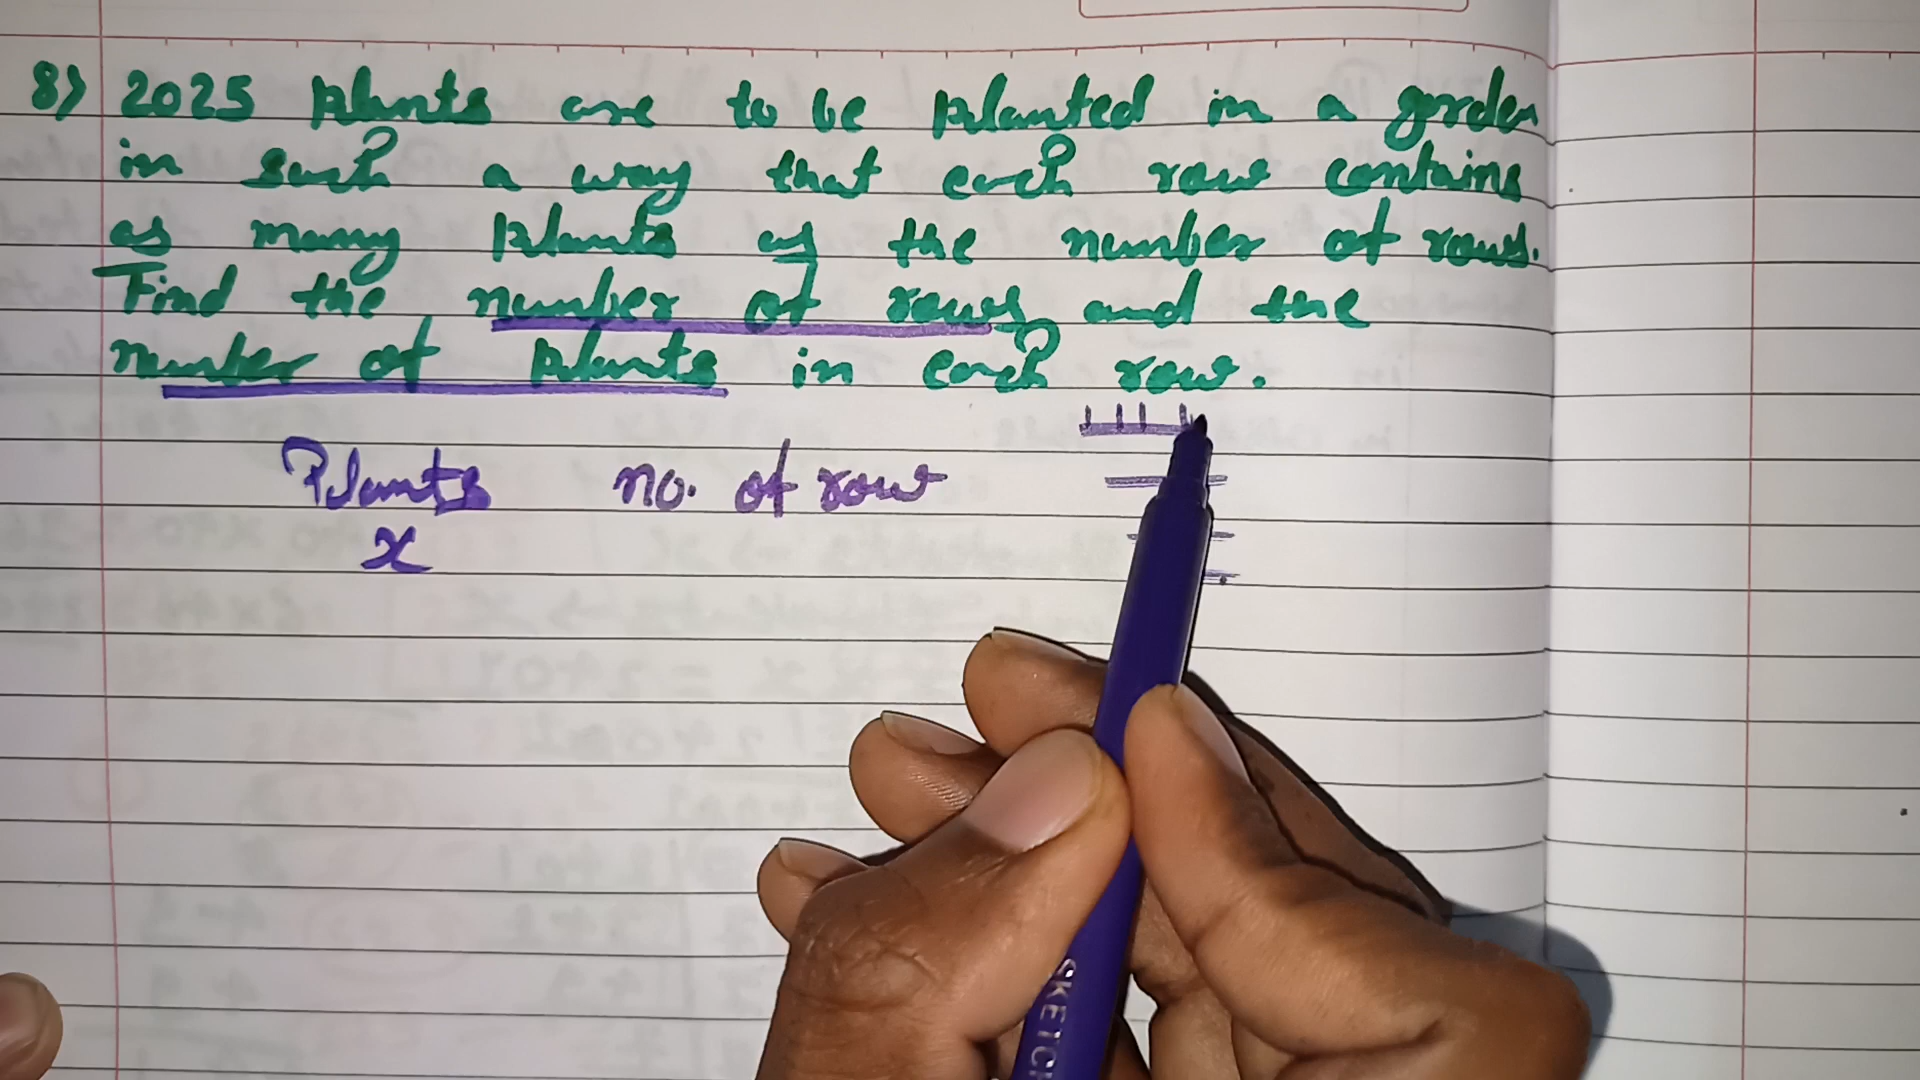 8) 2025 plants are to be planted in a garden
in such a way that each row contains
as many plants as the number of rows.
Find the number of rows and the
number of plants in each row.
Plants no. of row
x
SKETCH